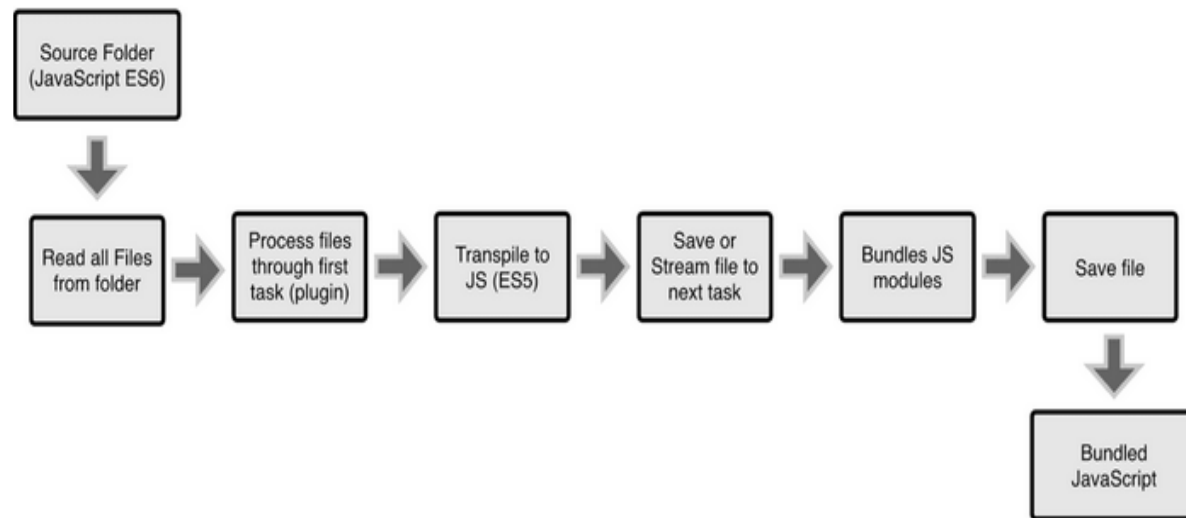 Source Folder
(JavaScript ES6)
Read all Files
from folder
Process files
through first
task (plugin)
Transpile to
JS (ES5)
Save or
Stream file to
next task
Bundles JS
modules
Save file
Bundled
JavaScript